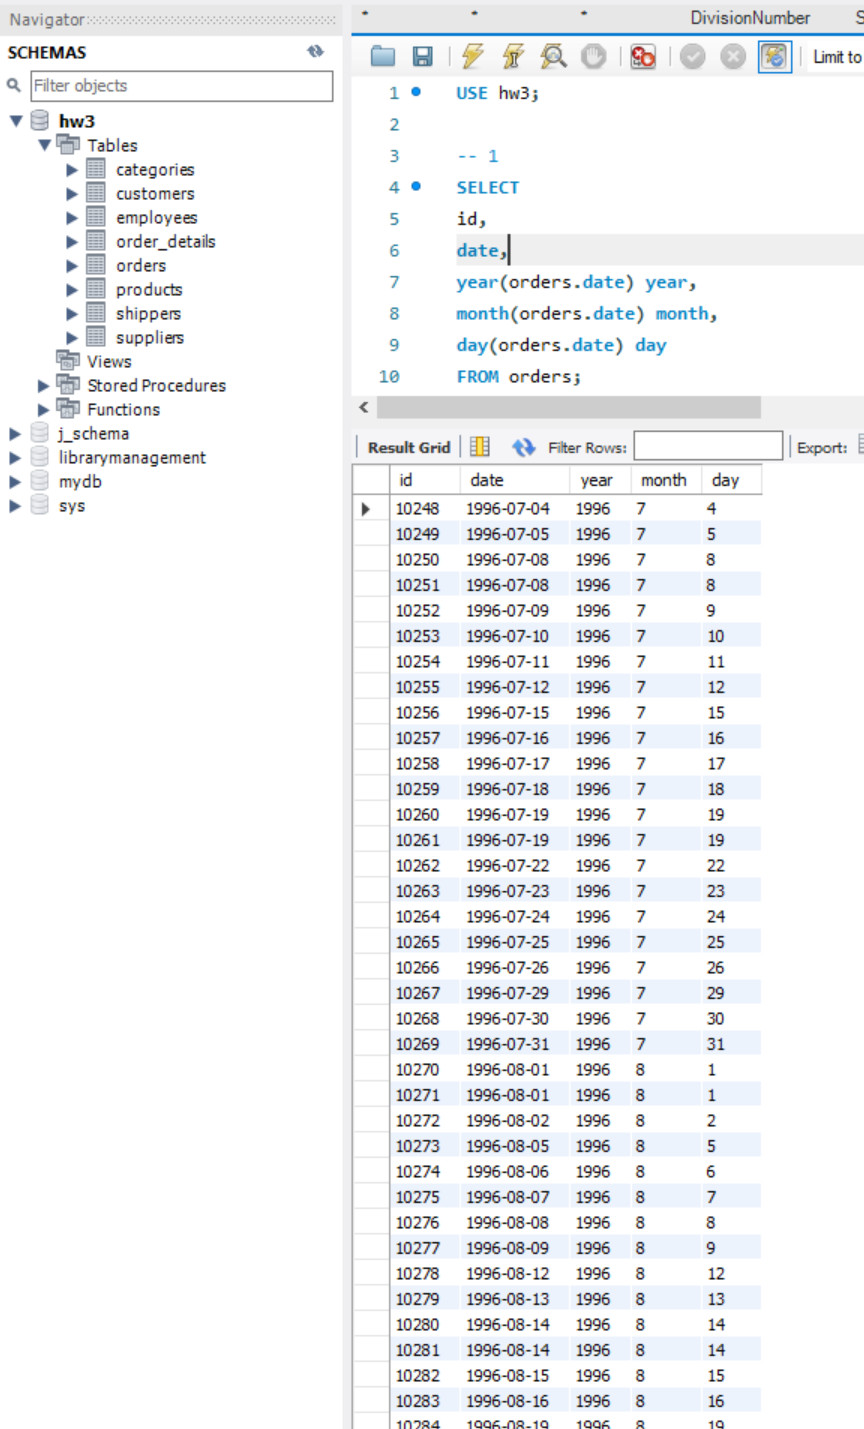 Navigator
SCHEMAS
Filter objects
hw3
Tables
categories
customers
employees
order_details
orders
products
shippers
suppliers
Views
Stored Procedures
Functions
j_schema
librarymanagement
mydb
sys
* * * DivisionNumber S
Limit to
1 USE hw3;
2
3 -- 1
4 SELECT
5 id,
6 date,
7 year(orders.date) year,
8 month(orders.date) month,
9 day(orders.date) day
10 FROM orders;
Result Grid Filter Rows: Export:
id date year month day
10248 1996-07-04 1996 7 4
10249 1996-07-05 1996 7 5
10250 1996-07-08 1996 7 8
10251 1996-07-08 1996 7 8
10252 1996-07-09 1996 7 9
10253 1996-07-10 1996 7 10
10254 1996-07-11 1996 7 11
10255 1996-07-12 1996 7 12
10256 1996-07-15 1996 7 15
10257 1996-07-16 1996 7 16
10258 1996-07-17 1996 7 17
10259 1996-07-18 1996 7 18
10260 1996-07-19 1996 7 19
10261 1996-07-19 1996 7 19
10262 1996-07-22 1996 7 22
10263 1996-07-23 1996 7 23
10264 1996-07-24 1996 7 24
10265 1996-07-25 1996 7 25
10266 1996-07-26 1996 7 26
10267 1996-07-29 1996 7 29
10268 1996-07-30 1996 7 30
10269 1996-07-31 1996 7 31
10270 1996-08-01 1996 8 1
10271 1996-08-01 1996 8 1
10272 1996-08-02 1996 8 2
10273 1996-08-05 1996 8 5
10274 1996-08-06 1996 8 6
10275 1996-08-07 1996 8 7
10276 1996-08-08 1996 8 8
10277 1996-08-09 1996 8 9
10278 1996-08-12 1996 8 12
10279 1996-08-13 1996 8 13
10280 1996-08-14 1996 8 14
10281 1996-08-14 1996 8 14
10282 1996-08-15 1996 8 15
10283 1996-08-16 1996 8 16
10284 1996-08-19 1996 8 19